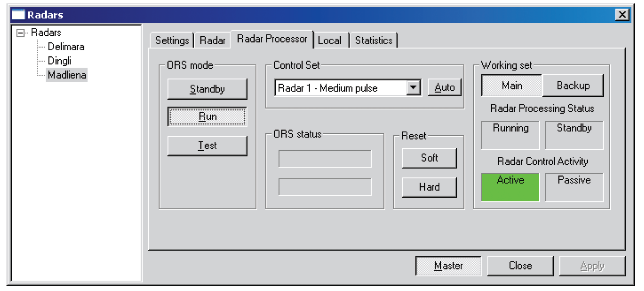 Radars
Radars
Delimara
Dingli
Madliena
Settings Radar Radar Processor Local Statistics
ORS mode
Standby
Run
Test
Control Set
Radar 1 - Medium pulse Auto
ORS status
Reset
Soft
Hard
Working set
Main Backup
Radar Processing Status
Running Standby
Radar Control Activity
Active Passive
Master Close Apply